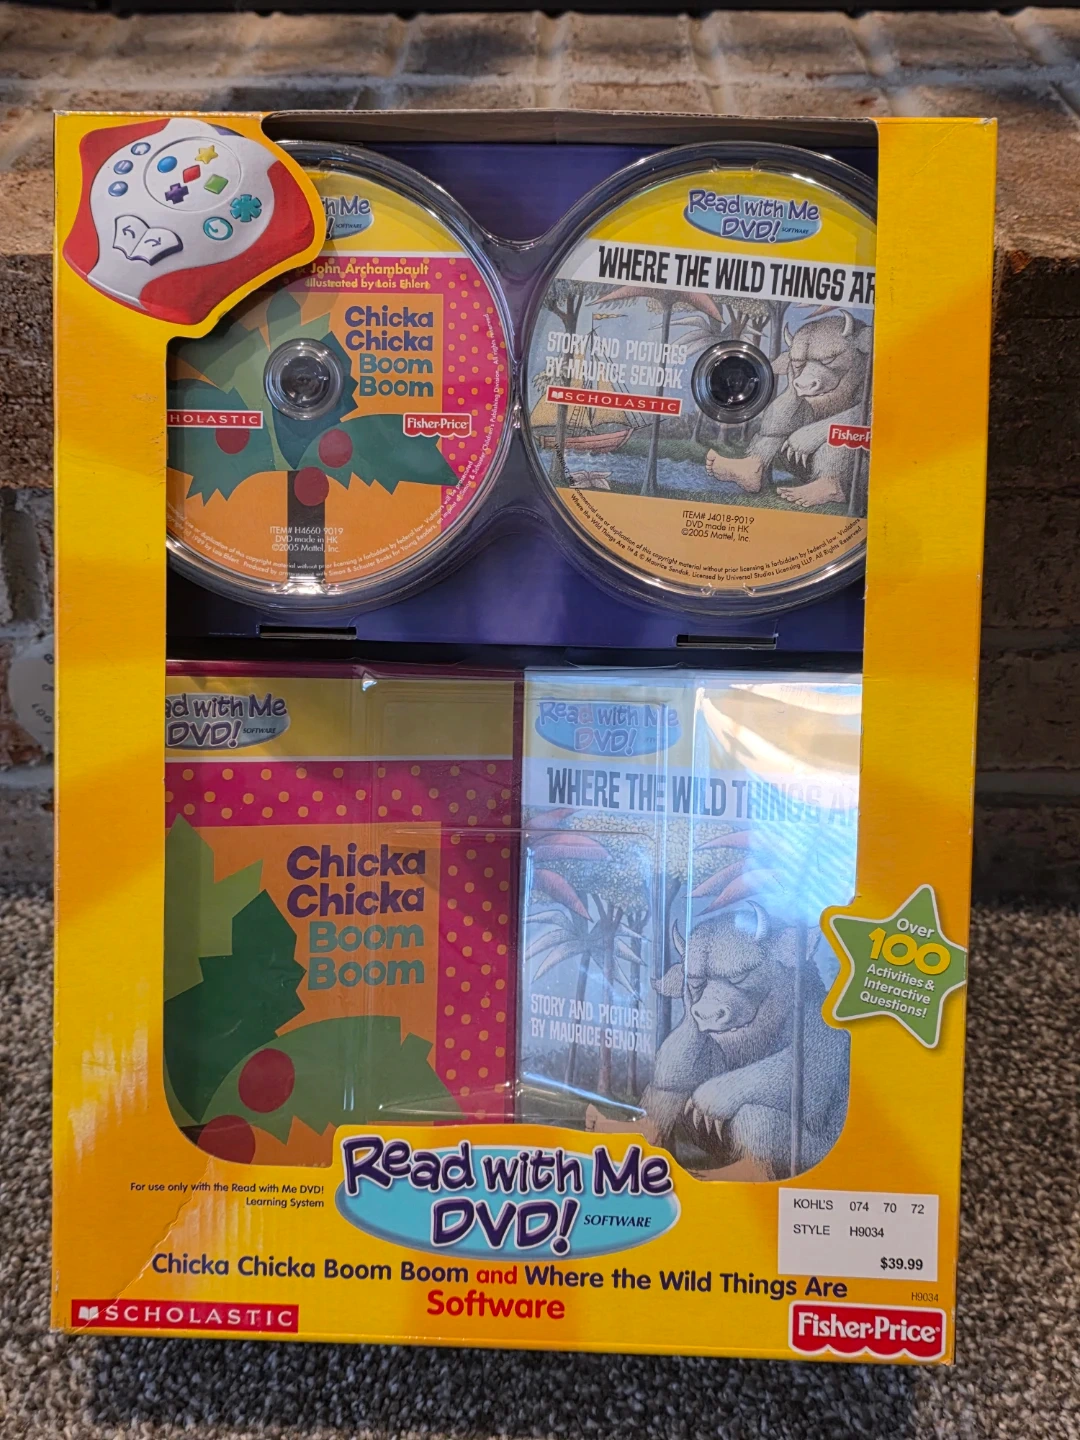 h Me
!
SOFTWARE
John Archambault
Illustrated by Lois Ehlert
Chicka
Chicka
Boom
Boom
HOLASTIC
Fisher-Price
ITEM# H4660-9019
DVD made in HK
©2005 Mattel, Inc.
Read with Me
DVD!
SOFTWARE
WHERE THE WILD THINGS AR
STORY AND PICTURES
BY MAURICE SENDAK
SCHOLASTIC
Fisher-P
ITEM# J4018-9019
DVD made in HK
©2005 Mattel, Inc.
ad with Me
DVD!
SOFTWARE
Chicka
Chicka
Boom
Boom
Read with Me
DVD!
WHERE THE WILD THINGS AR
STORY AND PICTURES
BY MAURICE SENDAK
Over
100
Activities &
Interactive
Questions!
For use only with the Read with Me DVD!
Learning System
Read with Me
DVD!
SOFTWARE
KOHL'S 074 70 72
STYLE H9034
$39.99
Chicka Chicka Boom Boom and Where the Wild Things Are
Software
H9034
SCHOLASTIC
Fisher-Price